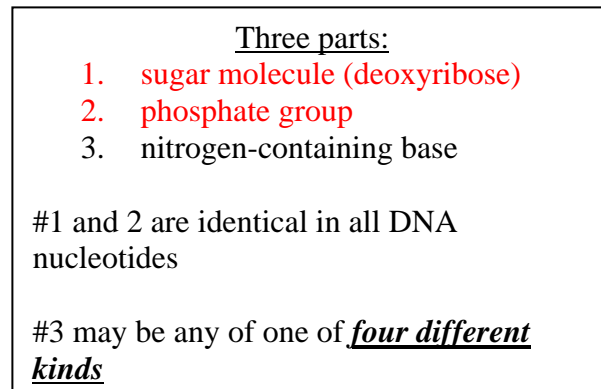 Three parts:
1. sugar molecule (deoxyribose)
2. phosphate group
3. nitrogen-containing base
#1 and 2 are identical in all DNA
nucleotides
#3 may be any of one of four different
kinds